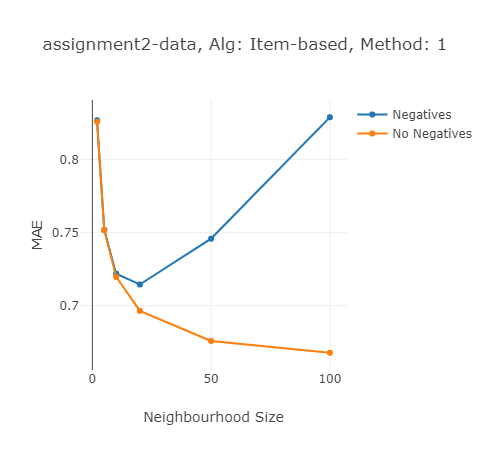 assignment2-data, Alg: Item-based, Method: 1
Negatives
No Negatives
0.8
0.75
0.7
MAE
0
50
100
Neighbourhood Size